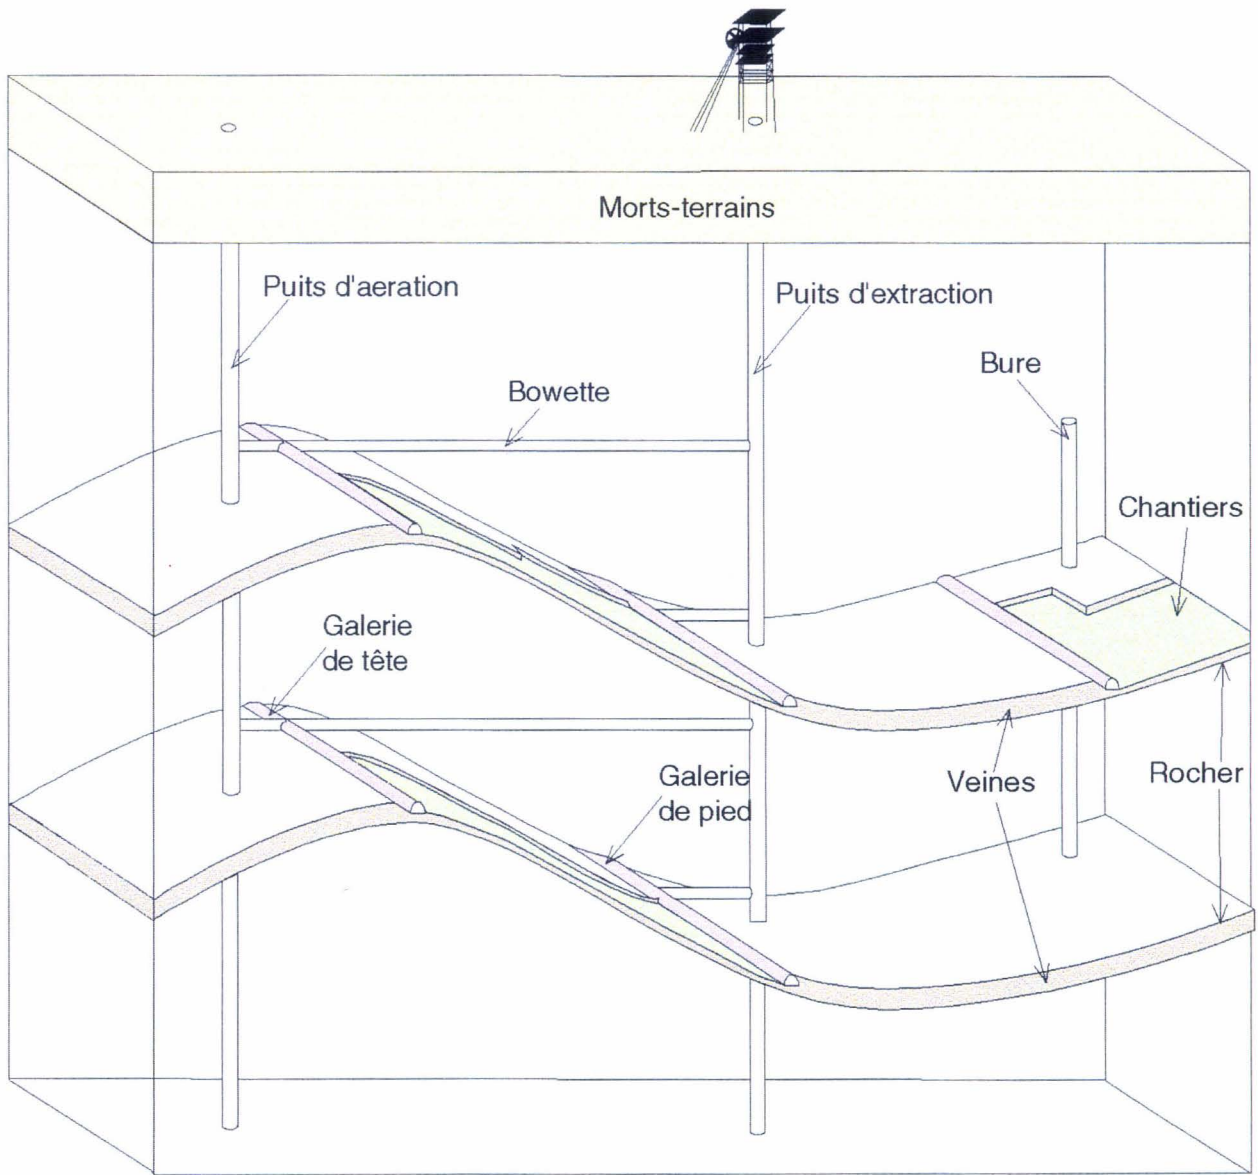 Morts-terrains
Puits d'aeration
Puits d'extraction
Bowette
Bure
Chantiers
Galerie
de tête
Galerie
de pied
Veines
Rocher